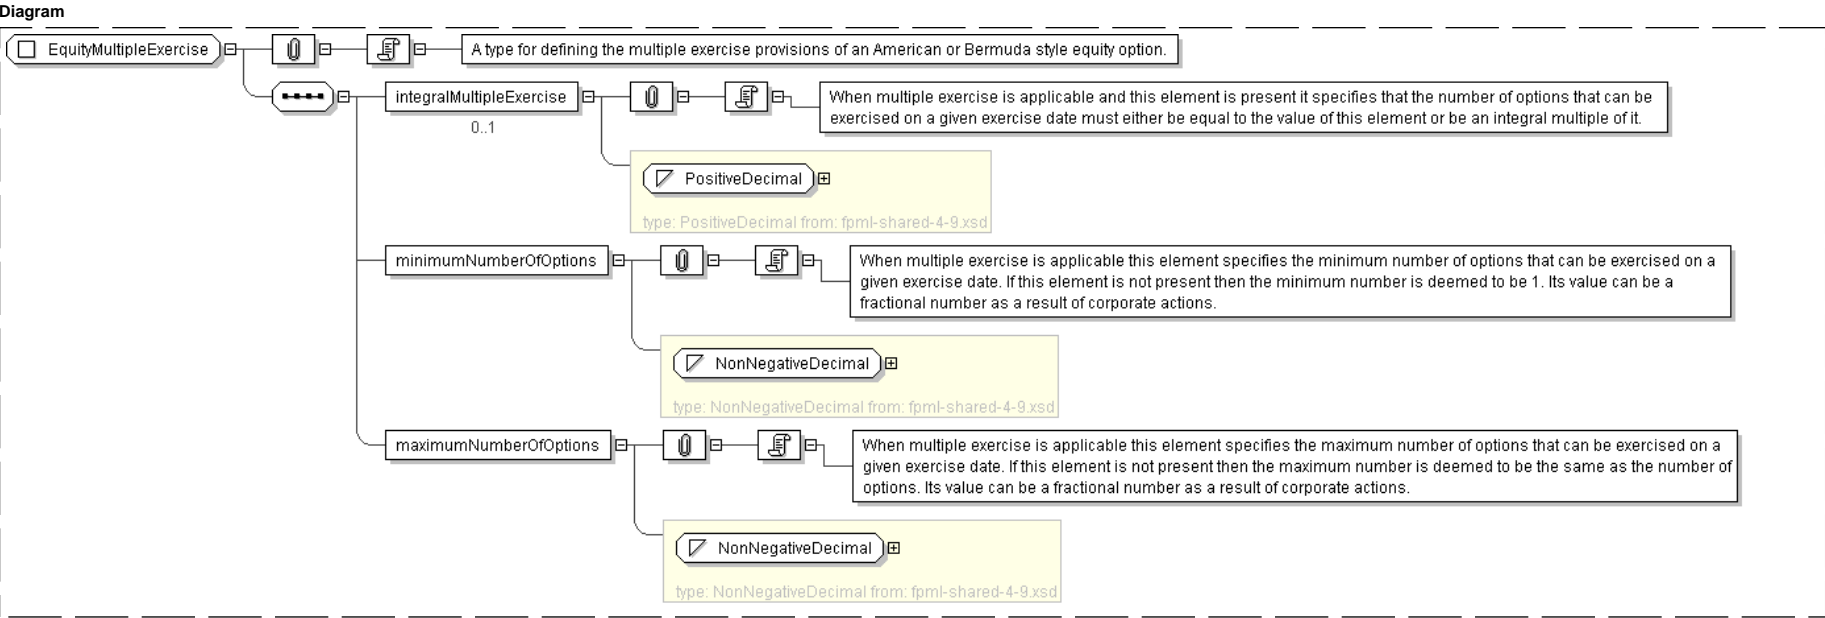 Diagram
EquityMultipleExercise
A type for defining the multiple exercise provisions of an American or Bermuda style equity option.
integralMultipleExercise
0..1
When multiple exercise is applicable and this element is present it specifies that the number of options that can be
exercised on a given exercise date must either be equal to the value of this element or be an integral multiple of it.
PositiveDecimal
type: PositiveDecimal from: fpml-shared-4-9.xsd
minimumNumberOfOptions
When multiple exercise is applicable this element specifies the minimum number of options that can be exercised on a
given exercise date. If this element is not present then the minimum number is deemed to be 1. Its value can be a
fractional number as a result of corporate actions.
NonNegativeDecimal
type: NonNegativeDecimal from: fpml-shared-4-9.xsd
maximumNumberOfOptions
When multiple exercise is applicable this element specifies the maximum number of options that can be exercised on a
given exercise date. If this element is not present then the maximum number is deemed to be the same as the number of
options. Its value can be a fractional number as a result of corporate actions.
NonNegativeDecimal
type: NonNegativeDecimal from: fpml-shared-4-9.xsd